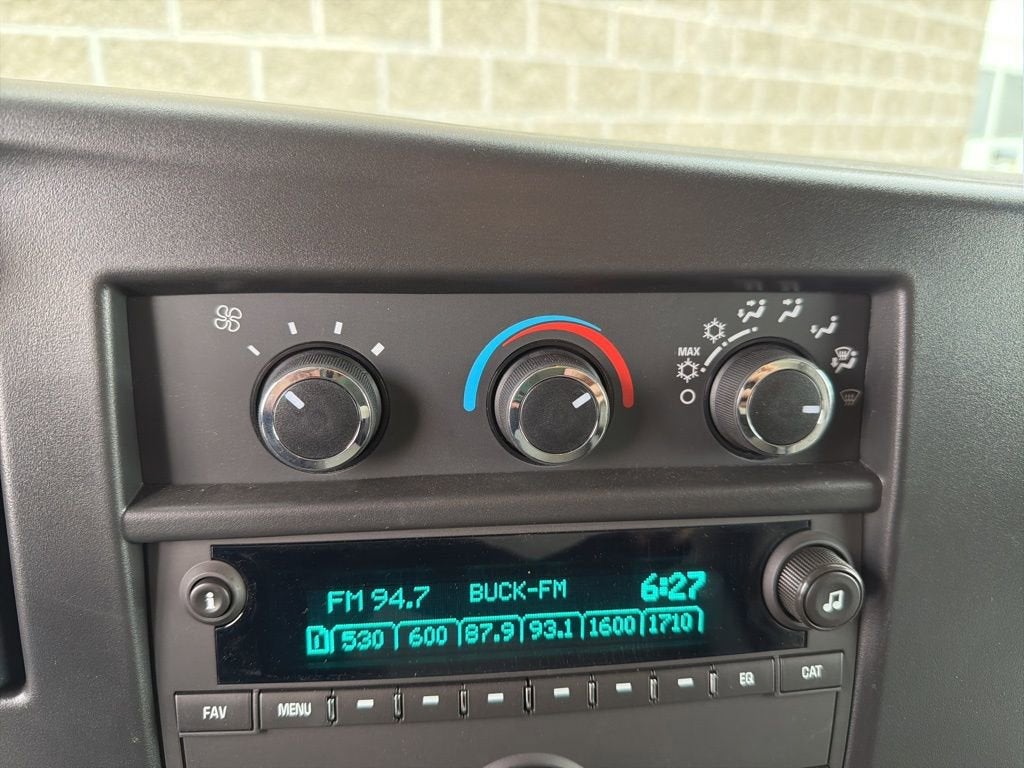 MAX
FM 94.7 BUCK-FM 6:27
530 600 87.9 93.1 1600 1710
FAV MENU EQ CAT